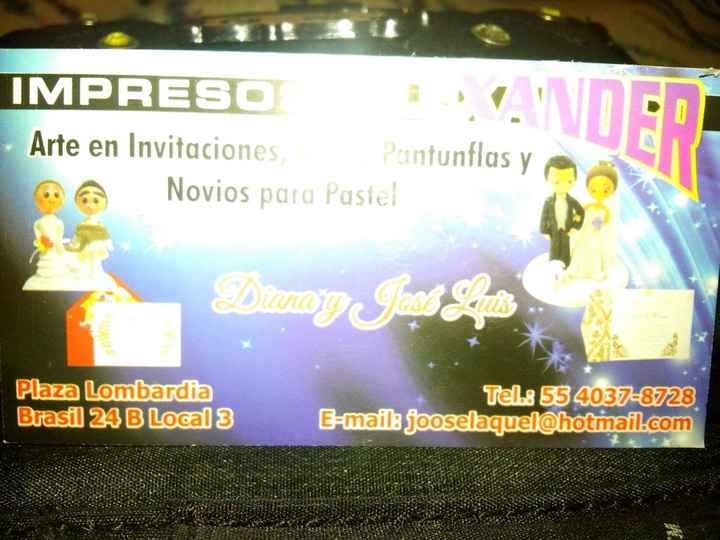 IMPRESOS XANDER
Arte en Invitaciones, Pantunflas y
Novios para Pastel
Diana y José Luis
Plaza Lombardia
Brasil 24 B Local 3
Tel.: 55 4037-8728
E-mail: jooselaquel@hotmail.com